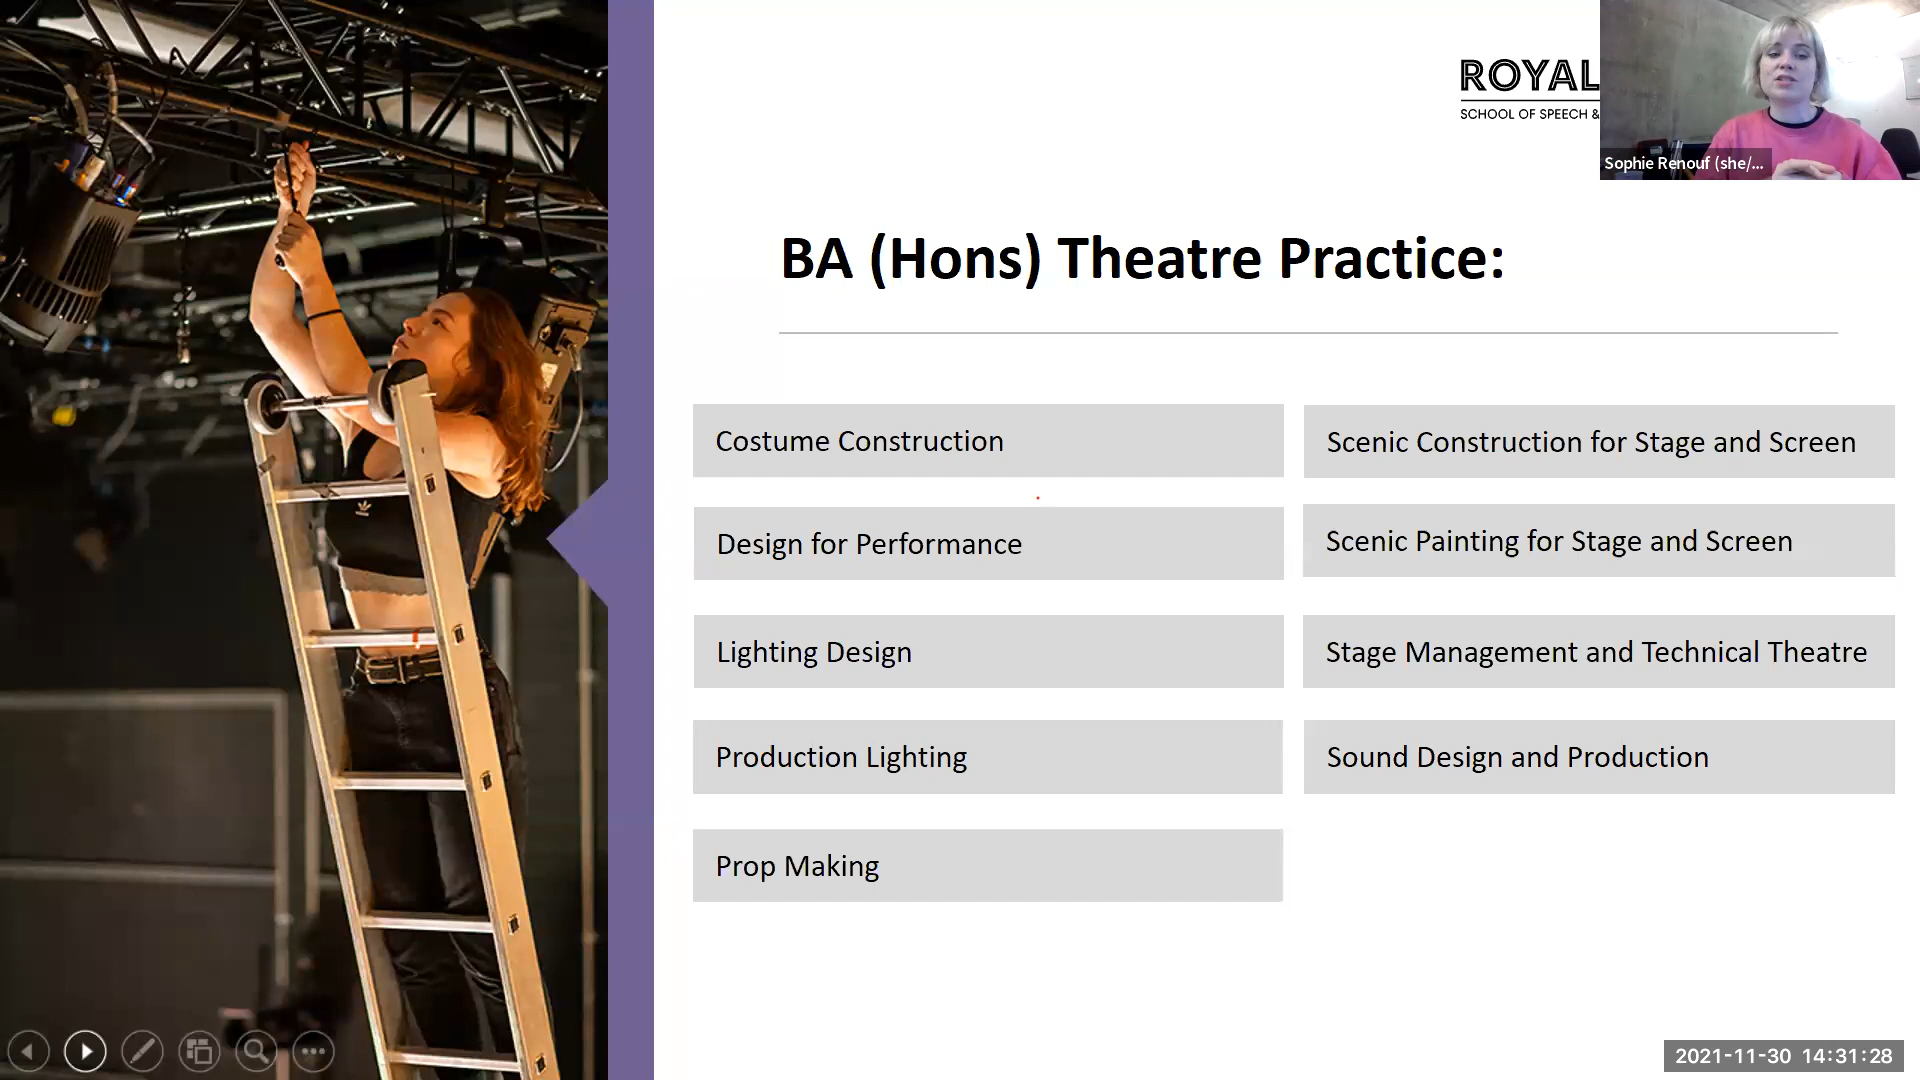 ROYAL
SCHOOL OF SPEECH &
Sophie Renouf (she/...
BA (Hons) Theatre Practice:
Costume Construction
Design for Performance
Lighting Design
Production Lighting
Prop Making
Scenic Construction for Stage and Screen
Scenic Painting for Stage and Screen
Stage Management and Technical Theatre
Sound Design and Production
2021-11-30 14:31:28